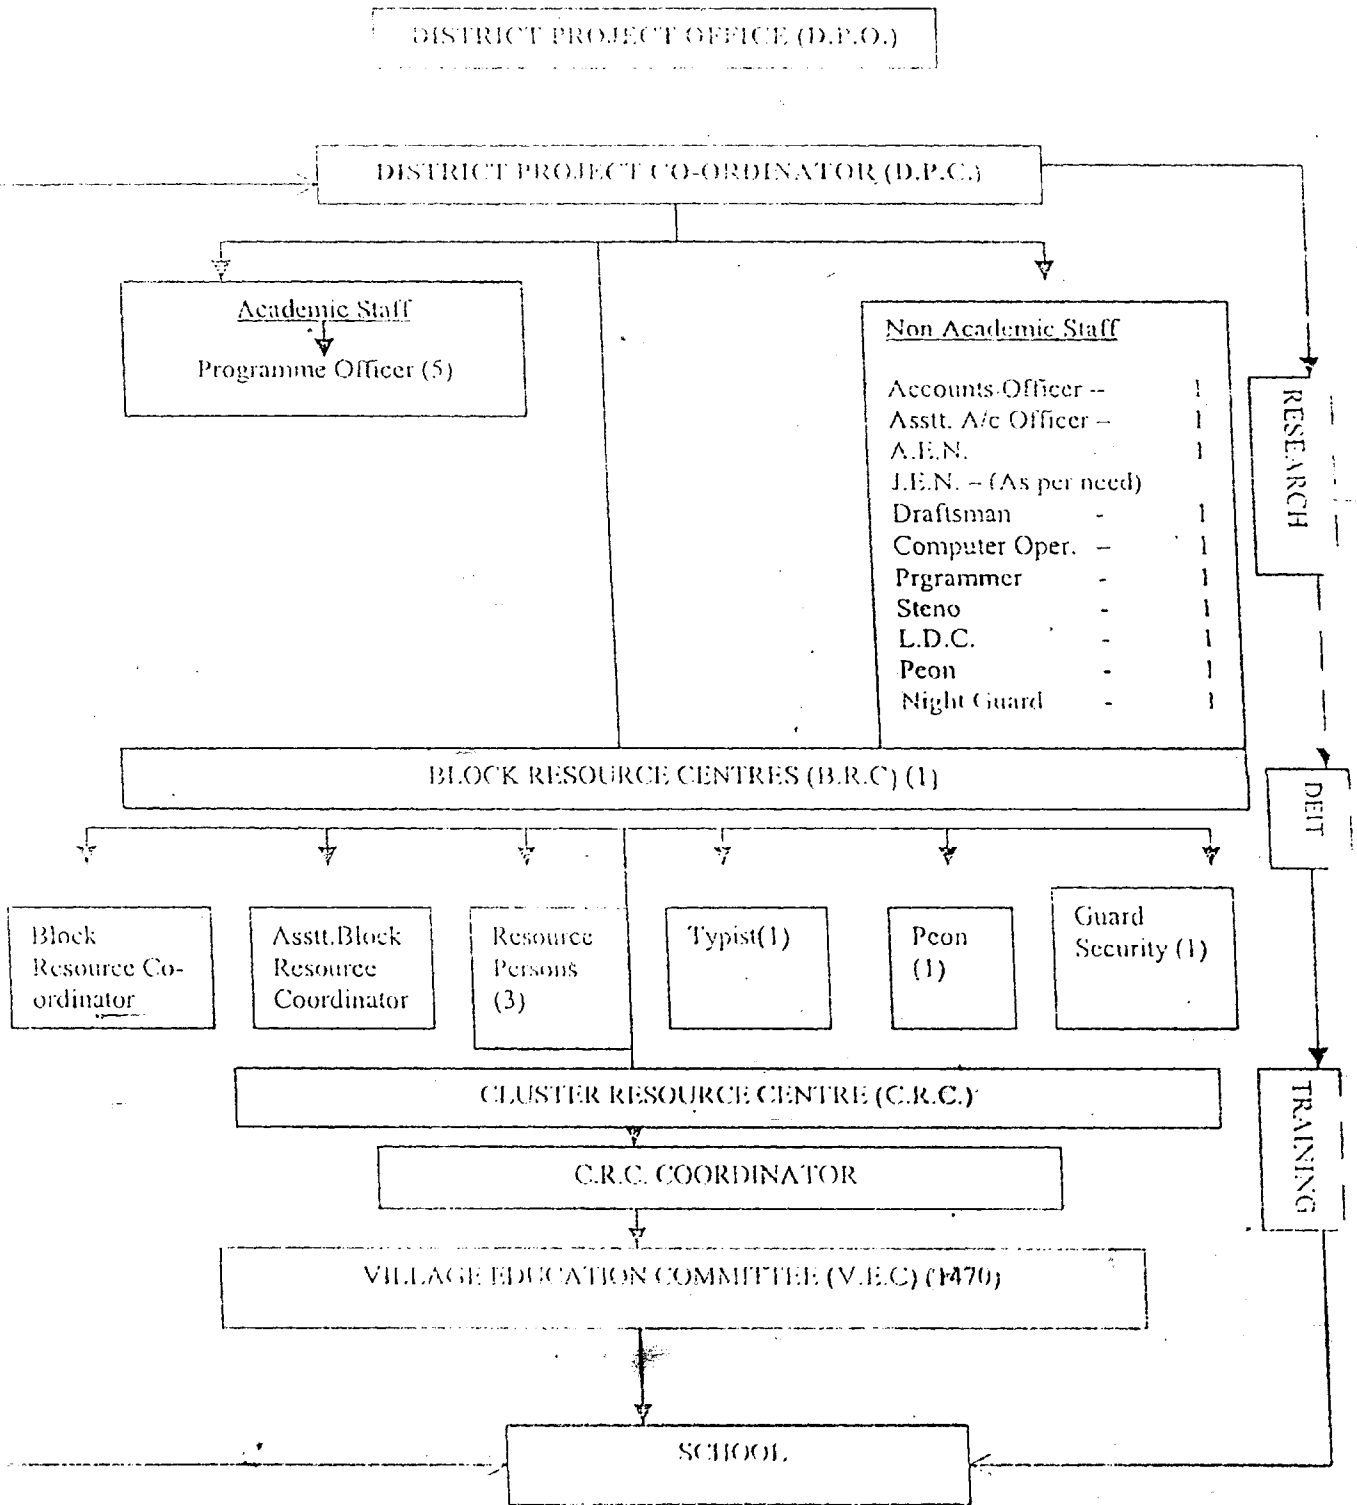 DISTRICT PROJECT OFFICE (D.P.O.)
DISTRICT PROJECT CO-ORDINATOR (D.P.C.)
Academic Staff
Programme Officer (5)
Non Academic Staff
Accounts Officer -- 1
Asstt. A/c Officer – 1
A.E.N. 1
J.E.N. – (As per need)
Draftsman - 1
Computer Oper. – 1
Prgrammer - 1
Steno - 1
L.D.C. - 1
Peon - 1
Night Guard - 1
RESEARCH
BLOCK RESOURCE CENTRES (B.R.C) (1)
DEIT
Block
Resource Co-
ordinator
Asstt.Block
Resource
Coordinator
Resource
Persons
(3)
Typist(1)
Peon
(1)
Guard
Security (1)
CLUSTER RESOURCE CENTRE (C.R.C.)
TRAINING
C.R.C. COORDINATOR
VILLAGE EDUCATION COMMITTEE (V.E.C) (1470)
SCHOOL